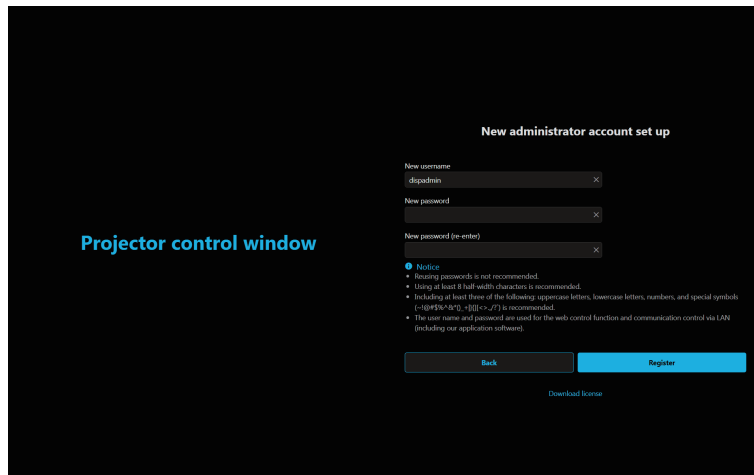 New administrator account set up
New username
dispadmin
New password
Projector control window
New password (re-enter)
Notice
• Reusing passwords is not recommended.
• Using at least 8 half-width characters is recommended.
• Including at least three of the following: uppercase letters, lowercase letters, numbers, and special symbols
is recommended.
• The user name and password are used for the web control function and communication control via LAN
(including our application software).
Back
Register
Download license